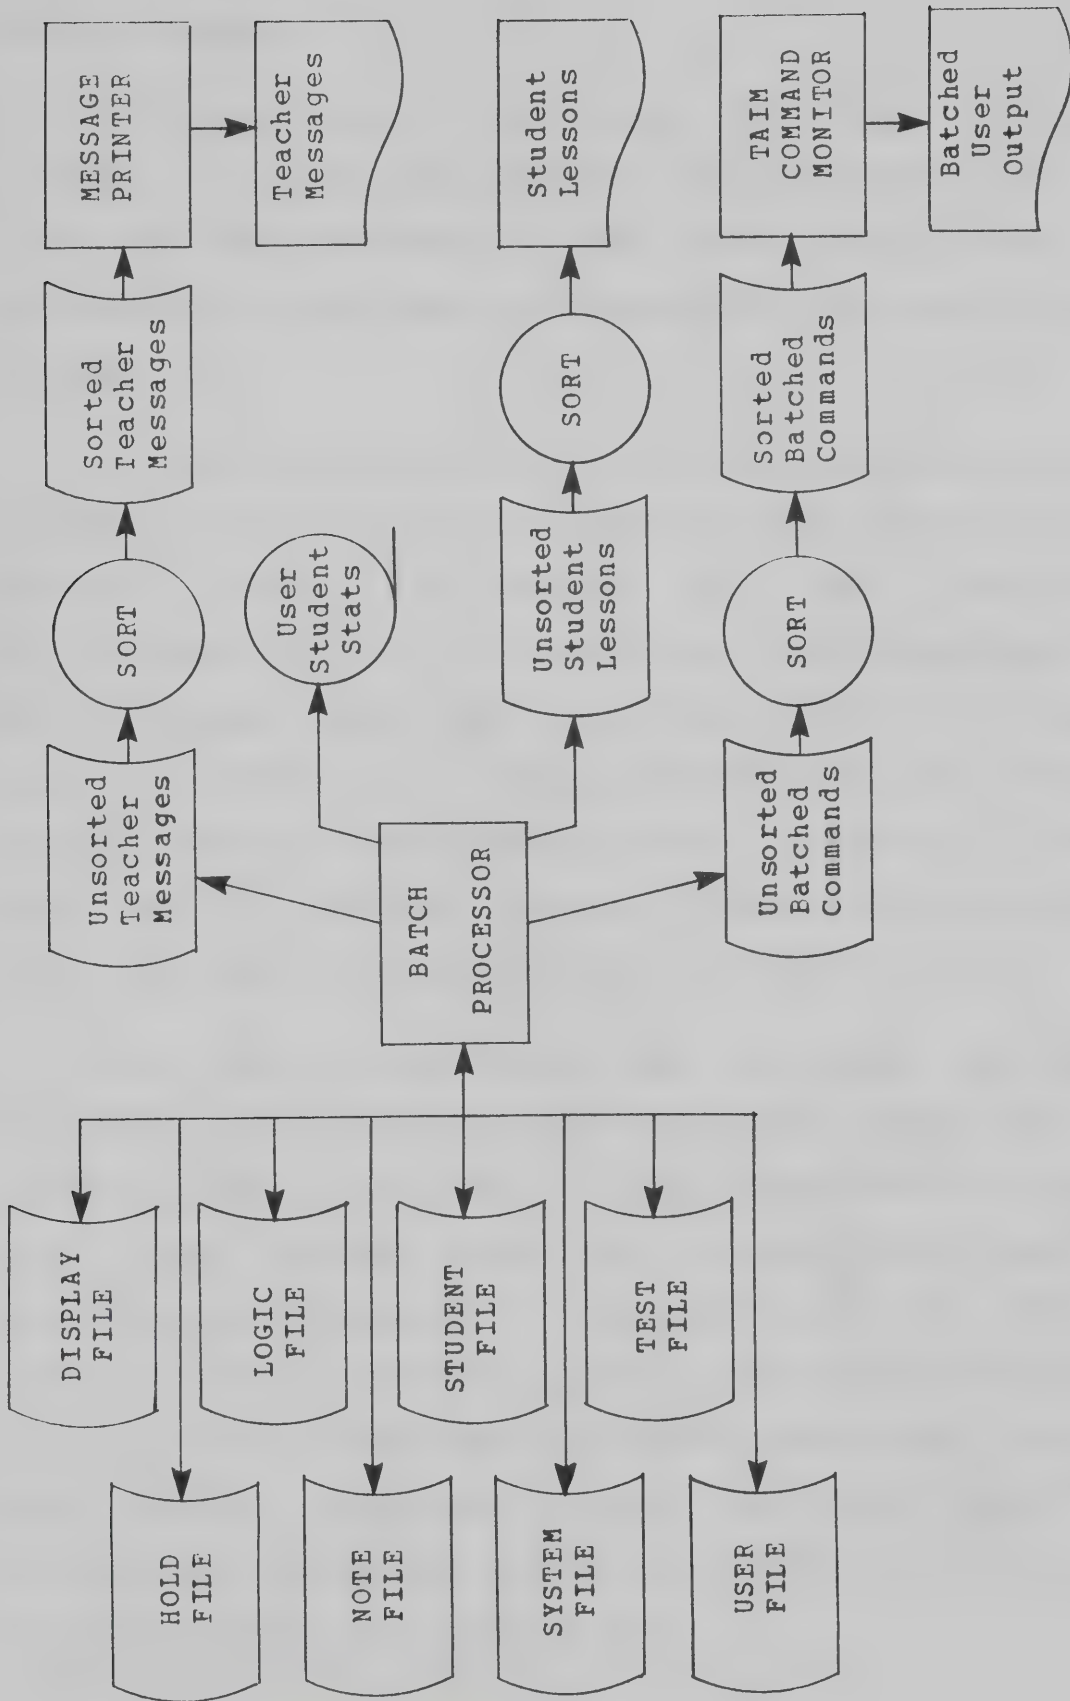 DISPLAY
FILE
HOLD
FILE
LOGIC
FILE
NOTE
FILE
STUDENT
FILE
SYSTEM
FILE
TEST
FILE
USER
FILE
BATCH
PROCESSOR
Unsorted
Teacher
Messages
SORT
Sorted
Teacher
Messages
MESSAGE
PRINTER
Teacher
Messages
User
Student
Stats
Unsorted
Student
Lessons
SORT
Student
Lessons
Unsorted
Batched
Commands
SORT
Sorted
Batched
Commands
TAIM
COMMAND
MONITOR
Batched
User
Output